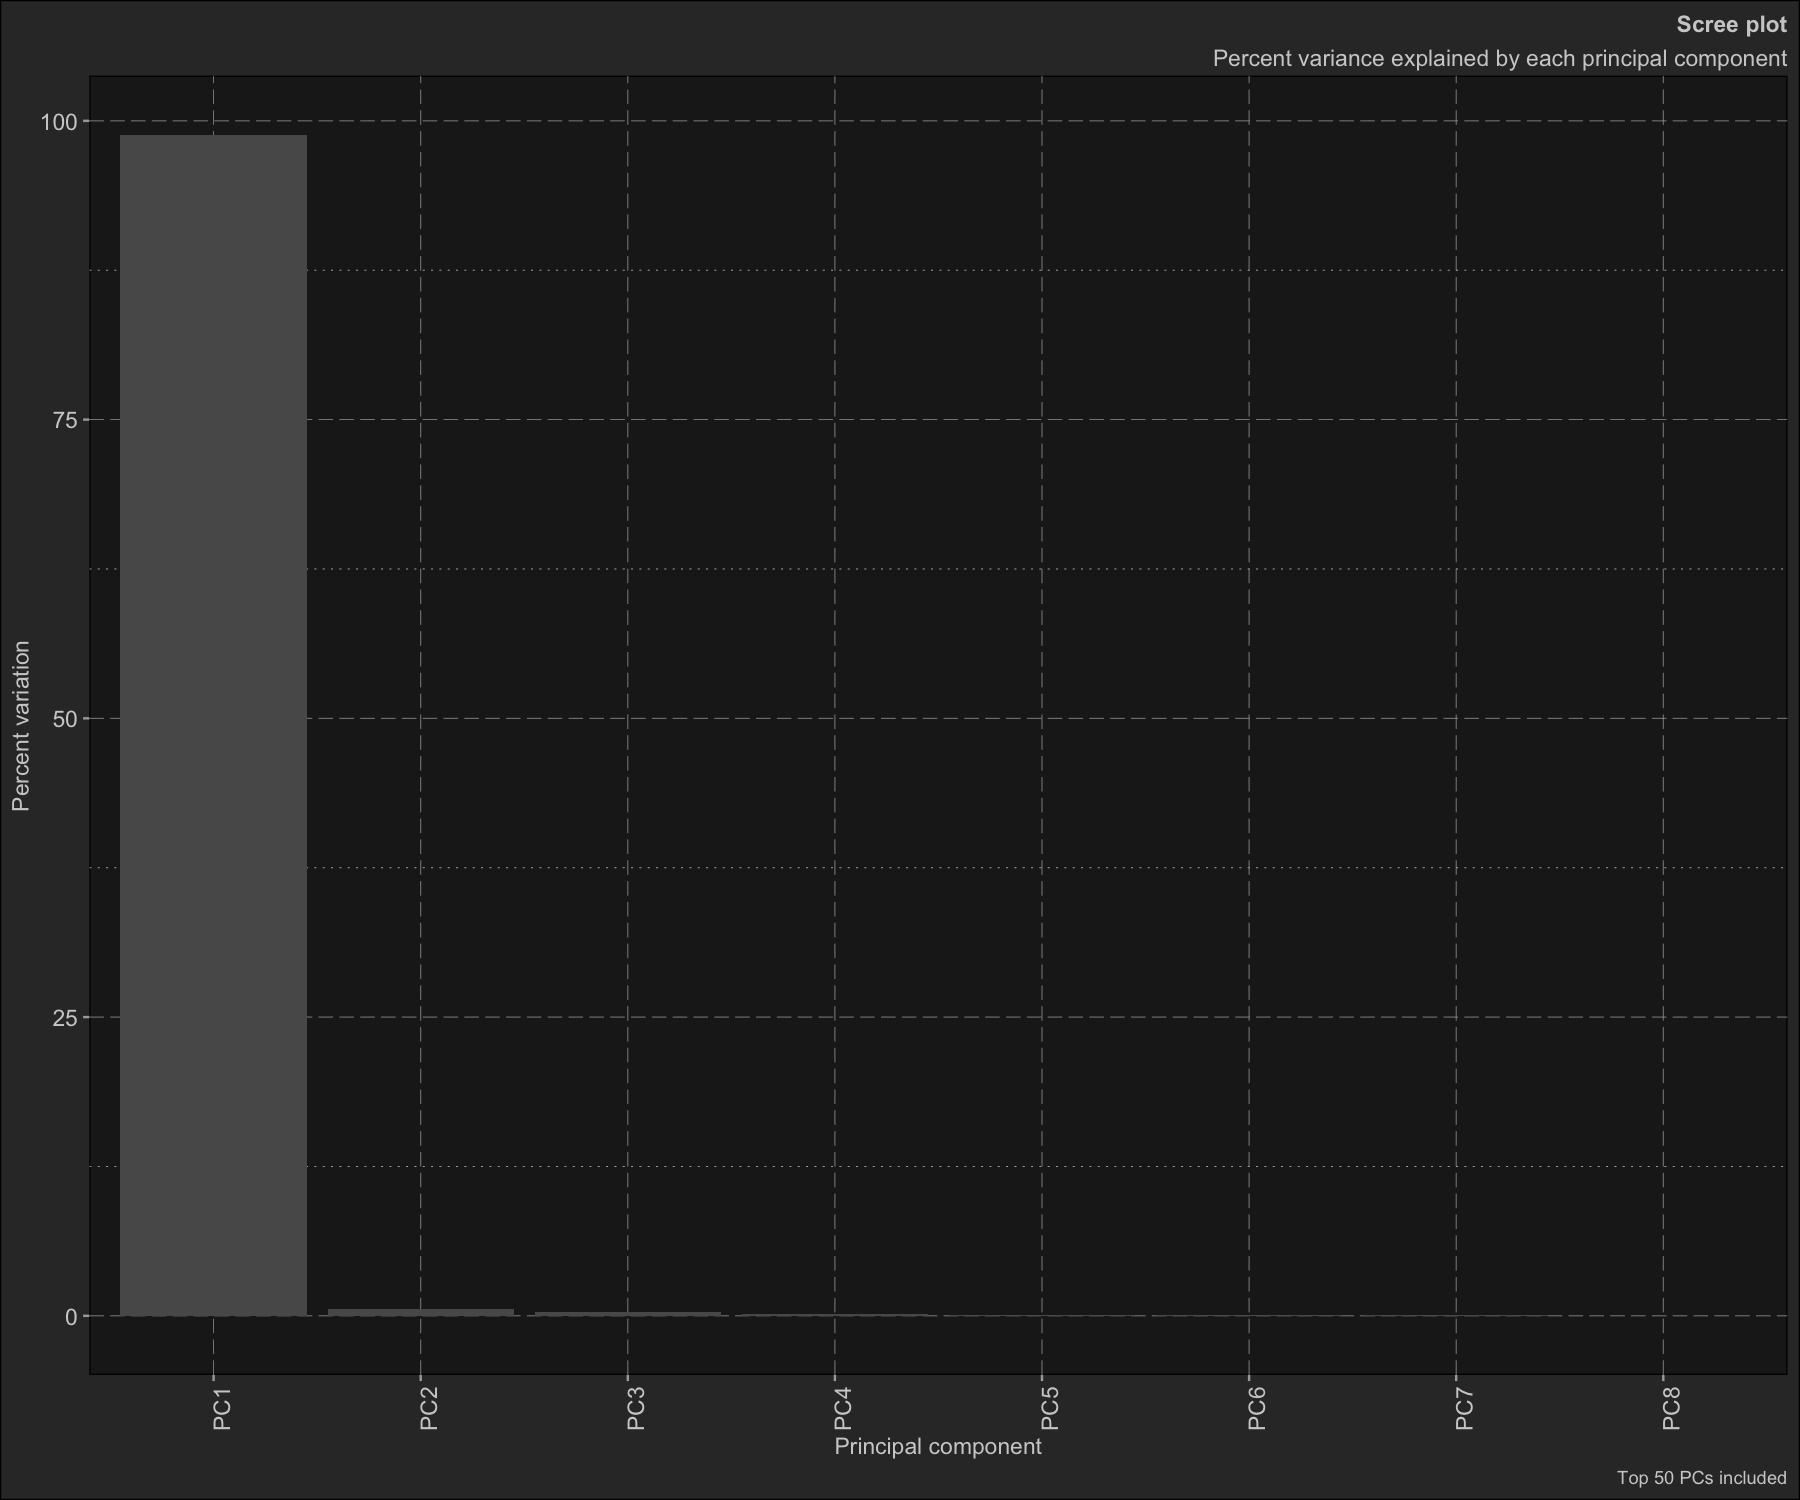 Scree plot
Percent variance explained by each principal component
Percent variation
100
75
50
25
0
PC1
PC2
PC3
PC4
PC5
PC6
PC7
PC8
Principal component
Top 50 PCs included